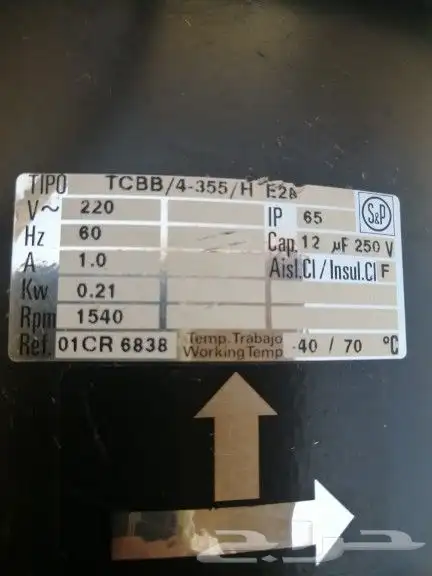 TIPO TCBB/4-355/H E28
V~ 220 IP 65 S&P
Hz 60 Cap. 12 µF 250 V
A 1.0 Aisl.Cl/Insul.Cl F
Kw 0.21
Rpm 1540
Ref. 01CR 6838 Temp. Trabajo
Working Temp -40 / 70 °C
حراج